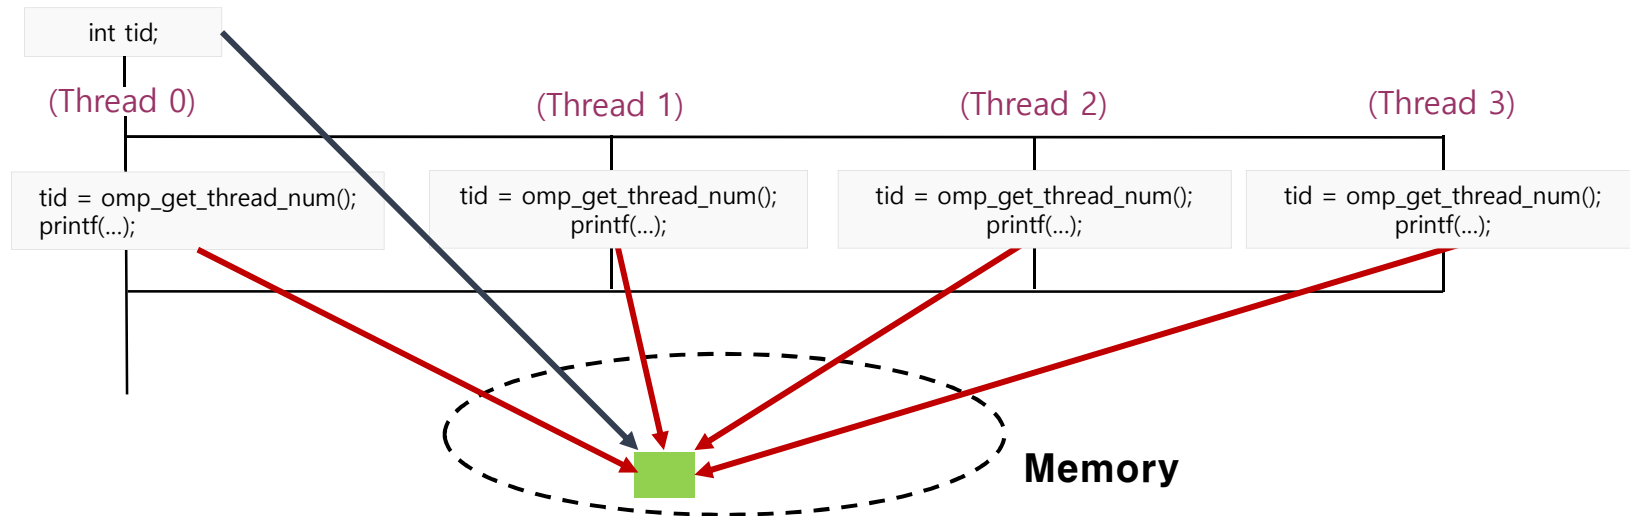 int tid;
(Thread 0)
(Thread 1)
(Thread 2)
(Thread 3)
tid = omp_get_thread_num();
printf(...);
tid = omp_get_thread_num();
printf(...);
tid = omp_get_thread_num();
printf(...);
tid = omp_get_thread_num();
printf(...);
Memory